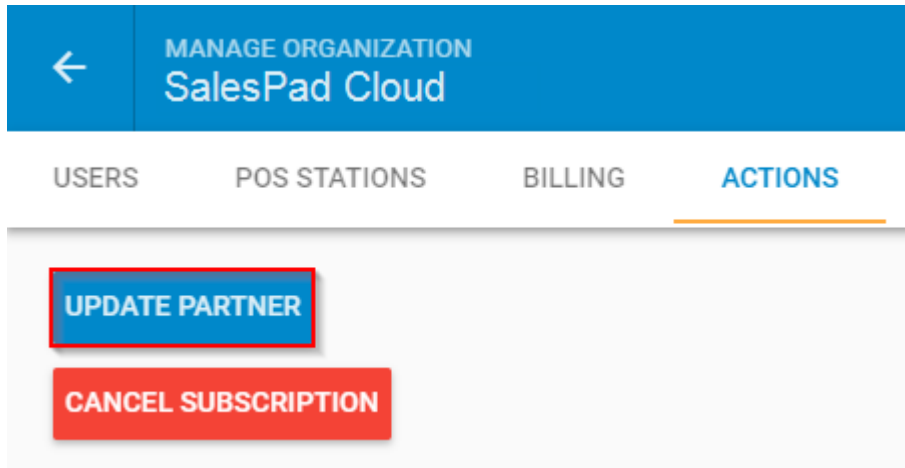 MANAGE ORGANIZATION
SalesPad Cloud
USERS POS STATIONS BILLING ACTIONS
UPDATE PARTNER
CANCEL SUBSCRIPTION